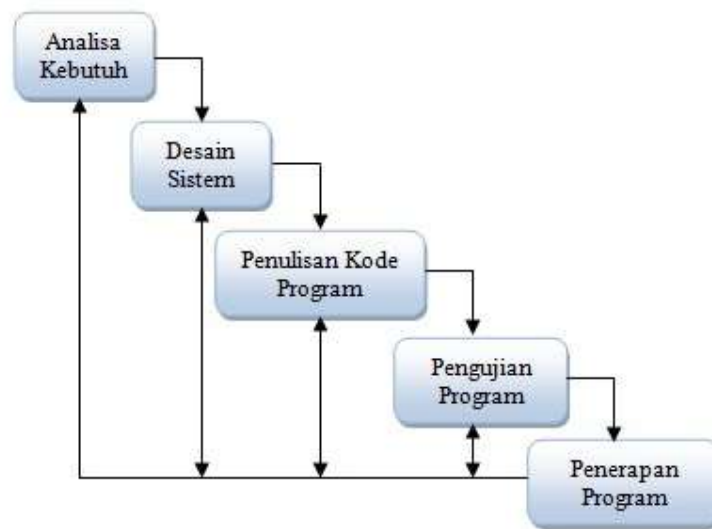 Analisa
Kebutuh
Desain
Sistem
Penulisan Kode
Program
Pengujian
Program
Penerapan
Program